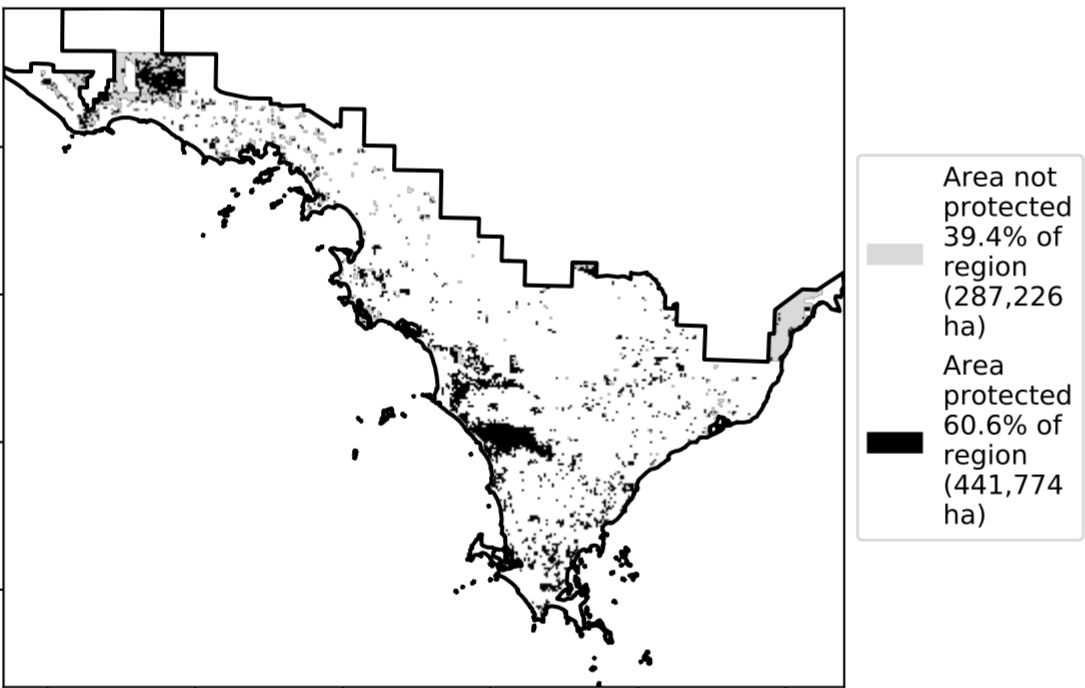 Area not
protected
39.4% of
region
(287,226
ha)
Area
protected
60.6% of
region
(441,774
ha)